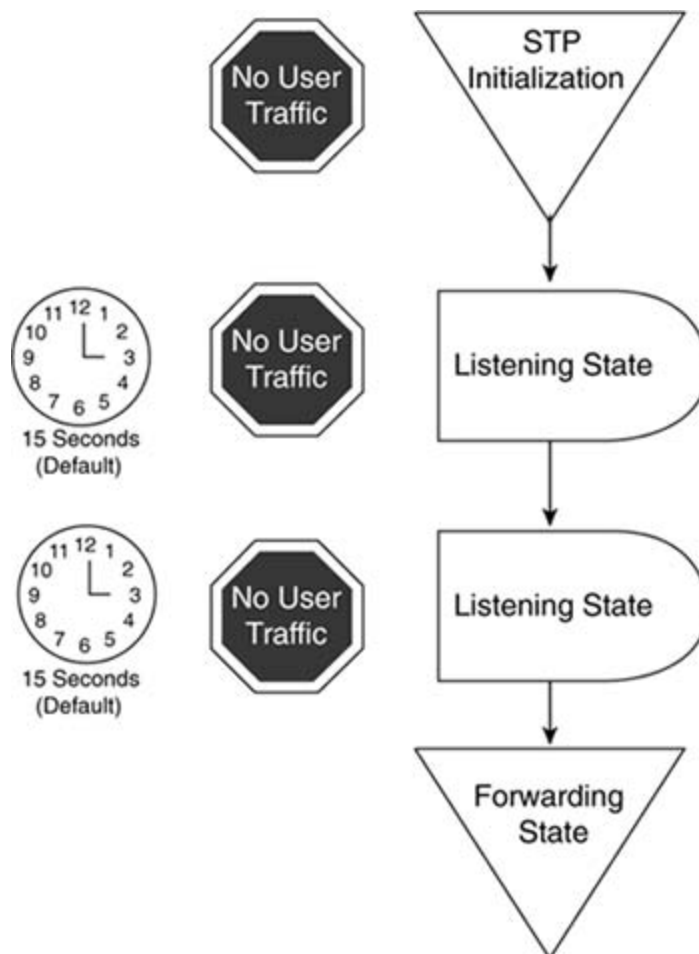 No User
Traffic
STP
Initialization
12
1
2
3
4
5
6
7
8
9
10
11
15 Seconds
(Default)
No User
Traffic
Listening State
12
1
2
3
4
5
6
7
8
9
10
11
15 Seconds
(Default)
No User
Traffic
Listening State
Forwarding
State